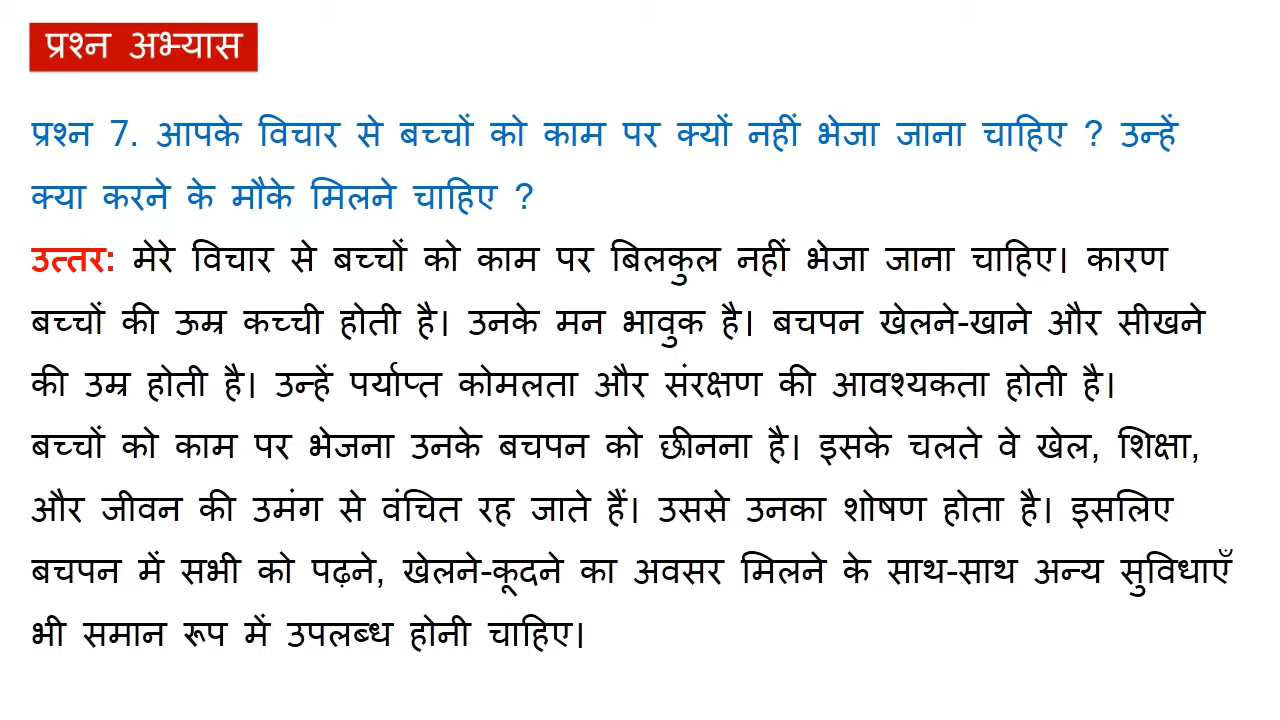 प्रश्न अभ्यास
प्रश्न 7. आपके विचार से बच्चों को काम पर क्यों नहीं भेजा जाना चाहिए ? उन्हें
क्या करने के मौके मिलने चाहिए ?
उत्तर: मेरे विचार से बच्चों को काम पर बिलकुल नहीं भेजा जाना चाहिए। कारण
बच्चों की ऊम्र कच्ची होती है। उनके मन भावुक है। बचपन खेलने-खाने और सीखने
की उम्र होती है। उन्हें पर्याप्त कोमलता और संरक्षण की आवश्यकता होती है।
बच्चों को काम पर भेजना उनके बचपन को छीनना है। इसके चलते वे खेल, शिक्षा,
और जीवन की उमंग से वंचित रह जाते हैं। उससे उनका शोषण होता है। इसलिए
बचपन में सभी को पढ़ने, खेलने-कूदने का अवसर मिलने के साथ-साथ अन्य सुविधाएँ
भी समान रूप में उपलब्ध होनी चाहिए।